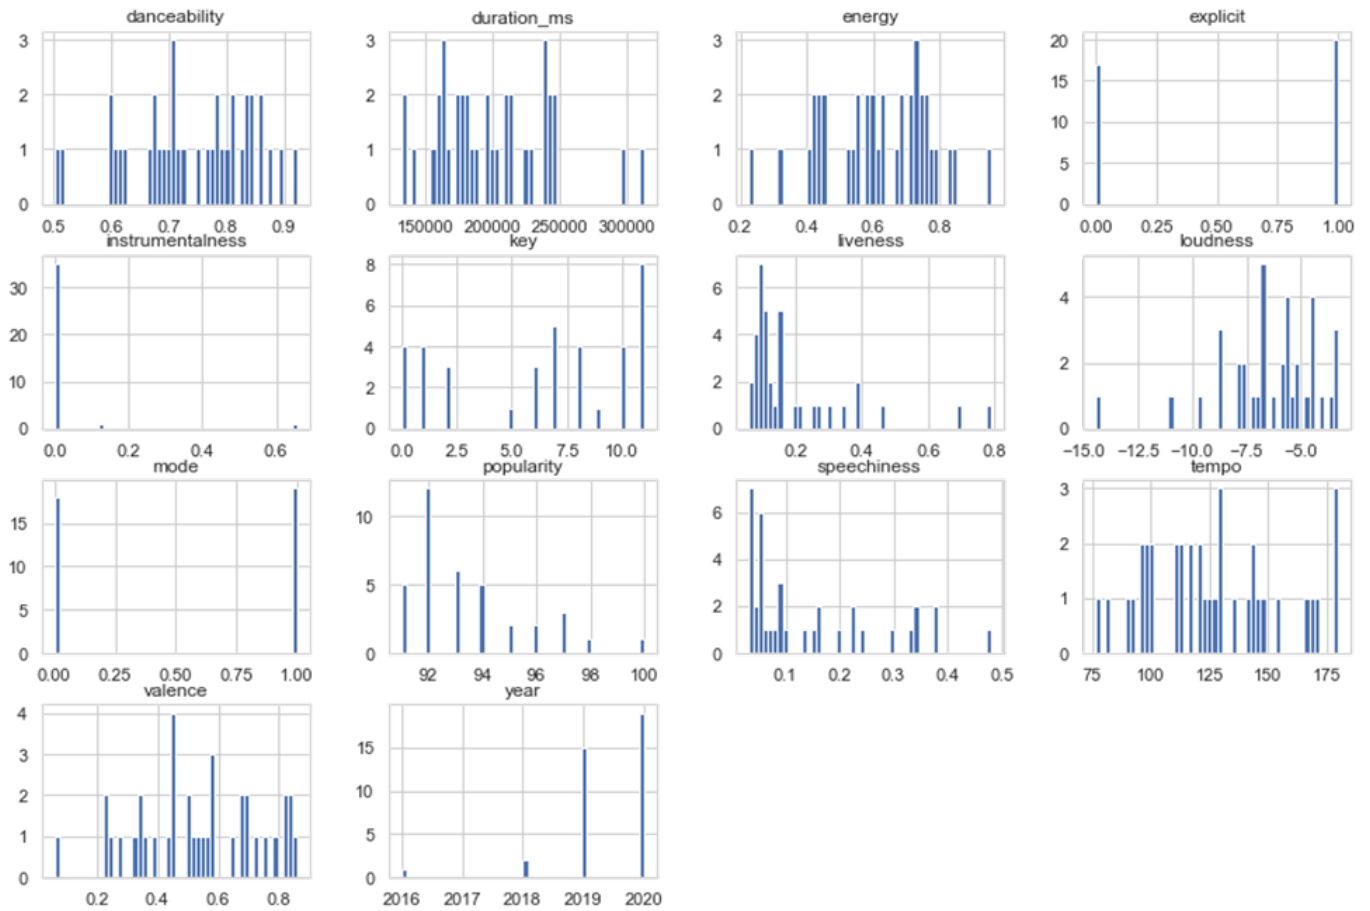 danceability duration_ms energy explicit
3 3 3 20
2 2 2 15
10
1 1 1 5
0 0 0 0
0.5 0.6 0.7 0.8 0.9 150000 200000 250000 300000 0.2 0.4 0.6 0.8 0.00 0.25 0.50 0.75 1.00
instrumentalness key liveness loudness
30 8 6 4
20 6 4 2
10 4 2 0
0 2
0
0.0 0.2 0.4 0.6 0.0 2.5 5.0 7.5 10.0 0.2 0.4 0.6 0.8 −15.0 −12.5 −10.0 −7.5 −5.0
mode popularity speechiness tempo
15 10 6 3
10 5 4 2
5 0 2 1
0 0 0
0.00 0.25 0.50 0.75 1.00 92 94 96 98 100 0.1 0.2 0.3 0.4 0.5 75 100 125 150 175
valence year
4 15
3 10
2 5
1 0
0
0.2 0.4 0.6 0.8 2016 2017 2018 2019 2020